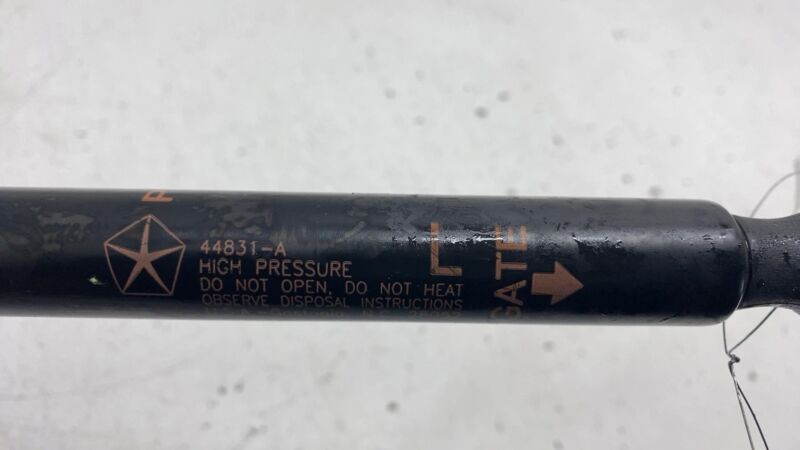 44831-A
HIGH PRESSURE
DO NOT OPEN, DO NOT HEAT
OBSERVE DISPOSAL INSTRUCTIONS
L
GATE